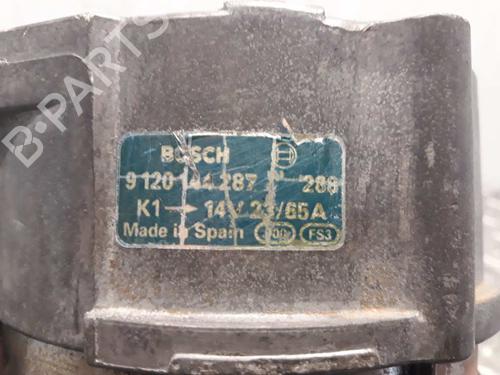 B-PARTS
BOSCH
9 120 144 287 288
K1 → 14V 23/65A
Made in Spain FS3